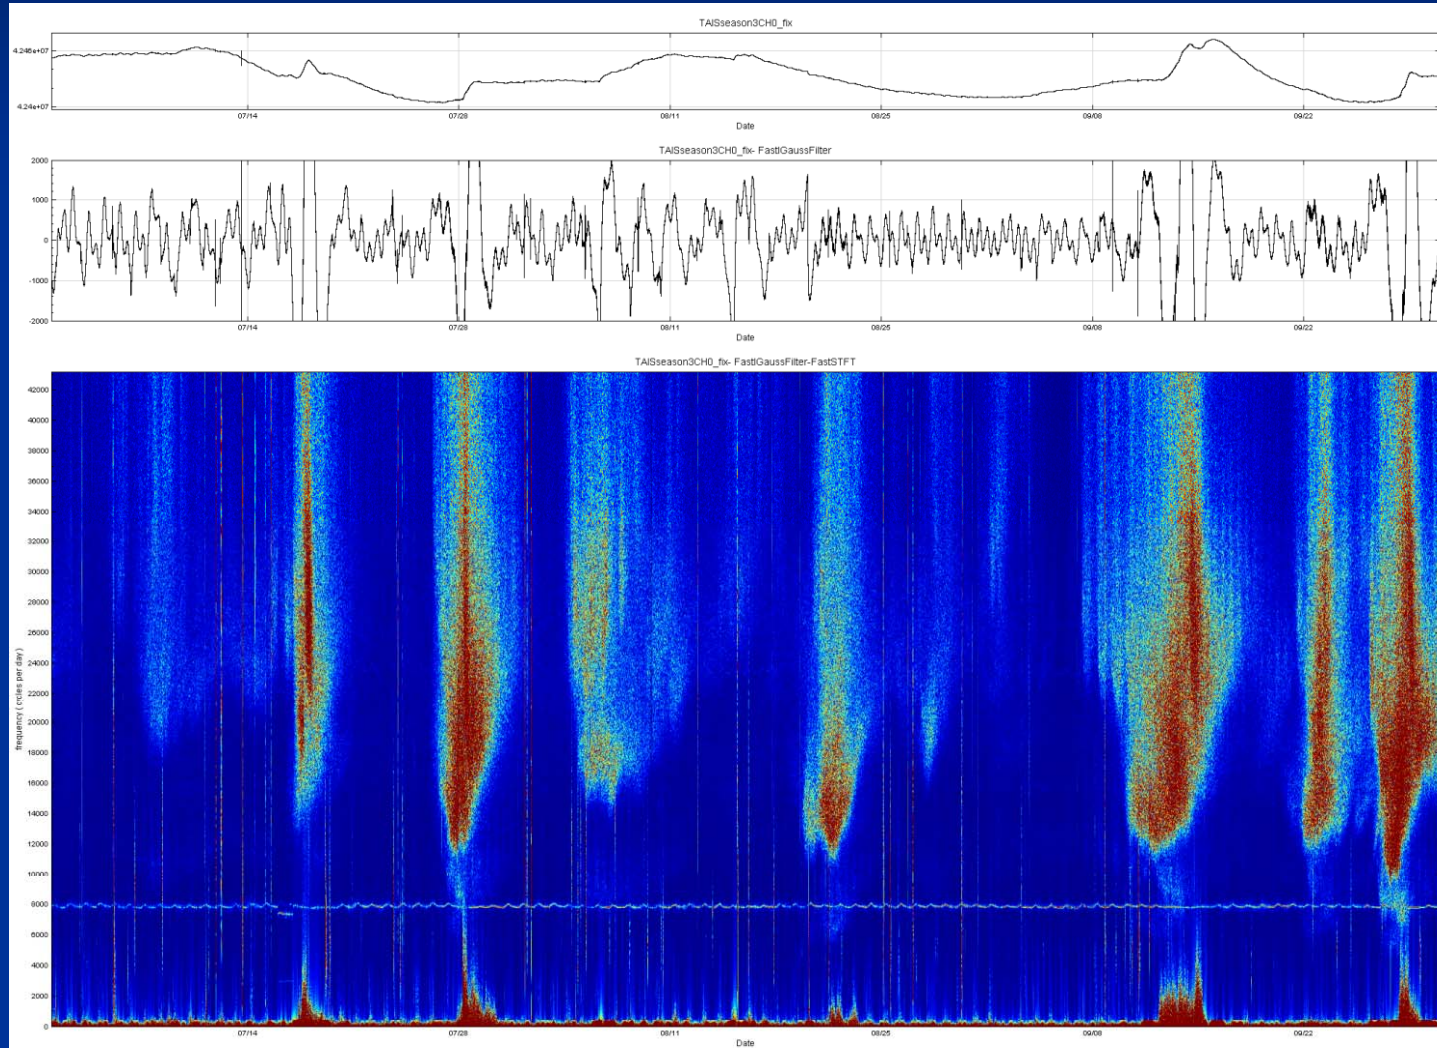 TAISseason3CH0_fix
4.246e+07
4.24e+07
07/14 07/28 08/11 08/25 09/08 09/22
Date
TAISseason3CH0_fix- FastIGaussFilter
2000
1000
0
-1000
-2000
07/14 07/28 08/11 08/25 09/08 09/22
Date
TAISseason3CH0_fix- FastIGaussFilter-FastSTFT
42000
40000
38000
36000
34000
32000
30000
28000
26000
24000
22000
20000
18000
16000
14000
12000
10000
8000
6000
4000
2000
0
frequency ( crcles per day )
07/14 07/28 08/11 08/25 09/08 09/22
Date